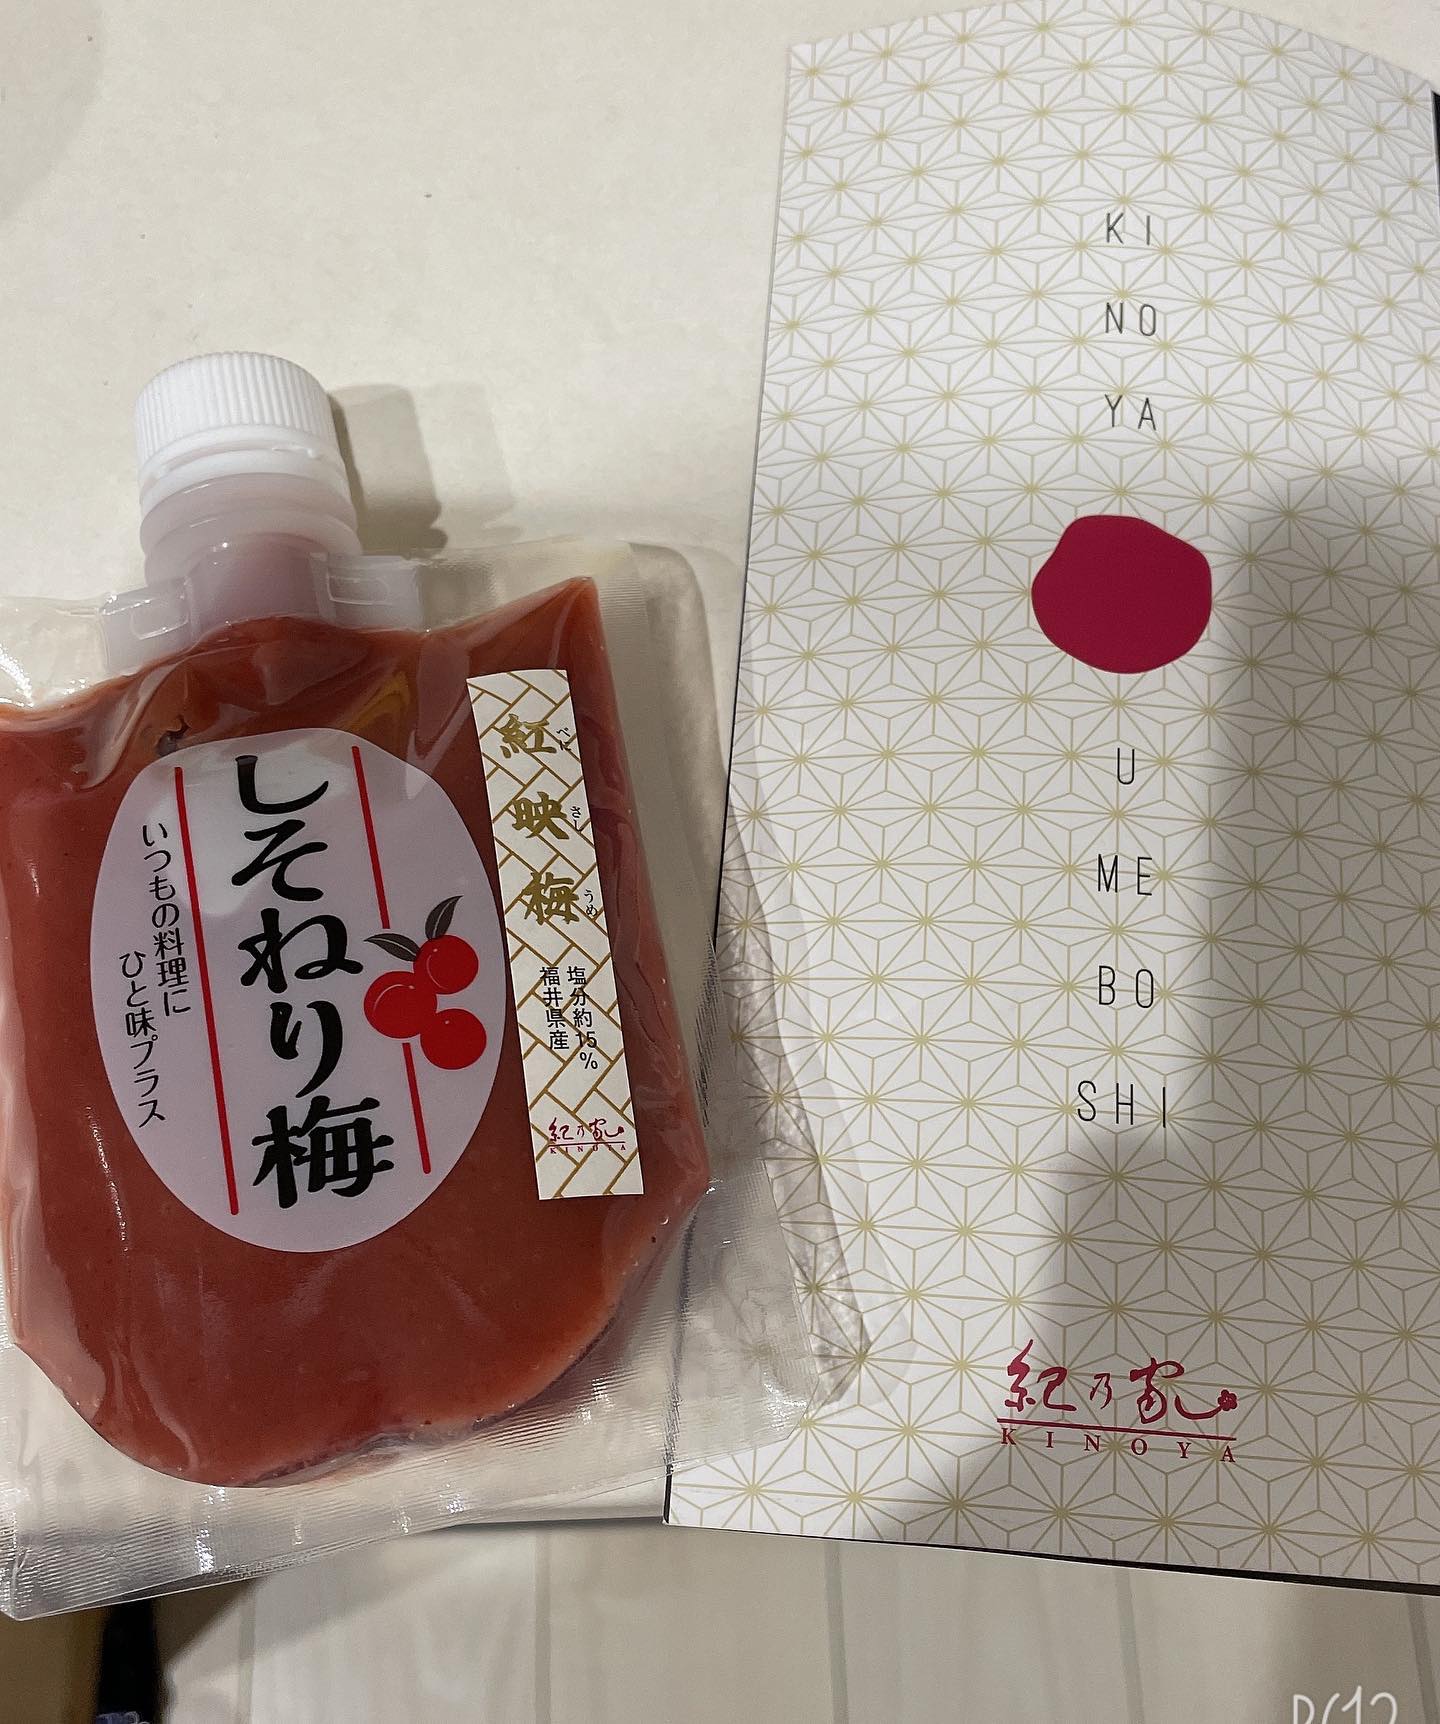 しそねり梅
いつもの料理に
ひと味プラス
紅映梅
べに
さし
うめ
塩分約15%
福井県産
紀乃家
KINOYA
KI
NO
YA
U
ME
BO
SHI
紀乃家
KINOYA